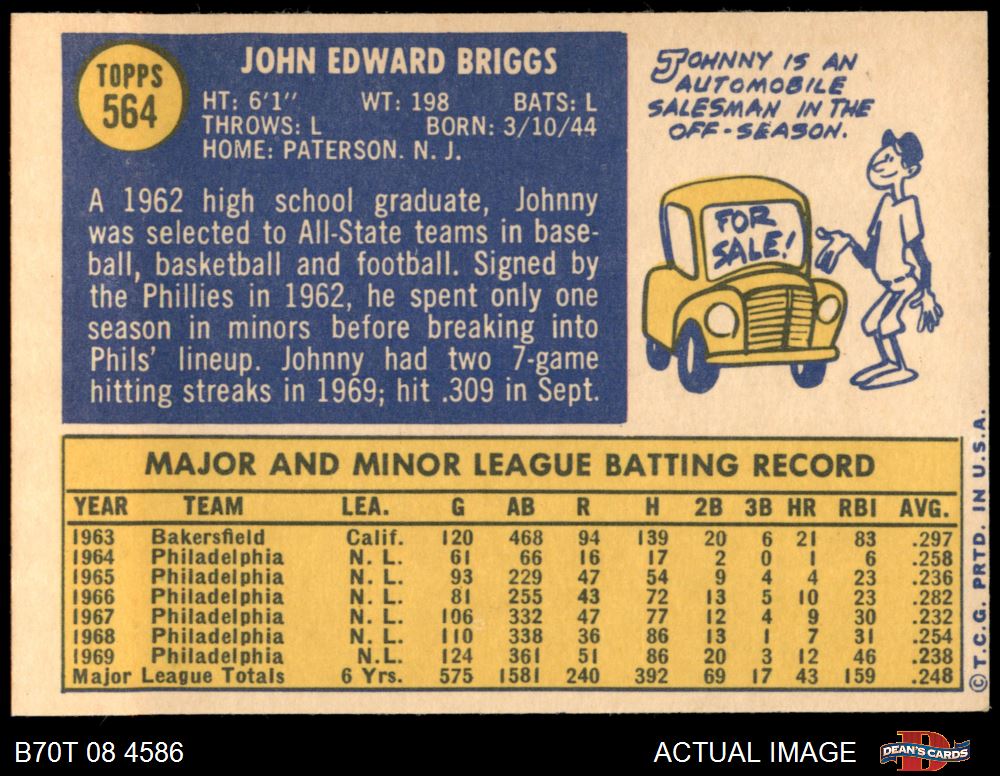 TOPPS
564
JOHN EDWARD BRIGGS
HT: 6'1" WT: 198 BATS: L
THROWS: L BORN: 3/10/44
HOME: PATERSON. N. J.
A 1962 high school graduate, Johnny
was selected to All-State teams in base-
ball, basketball and football. Signed by
the Phillies in 1962, he spent only one
season in minors before breaking into
Phils' lineup. Johnny had two 7-game
hitting streaks in 1969; hit .309 in Sept.
JOHNNY IS AN
AUTOMOBILE
SALESMAN IN THE
OFF-SEASON.
FOR
SALE!
MAJOR AND MINOR LEAGUE BATTING RECORD
YEAR TEAM LEA. G AB R H 2B 3B HR RBI AVG.
1963 Bakersfield Calif. 120 468 94 139 20 6 21 83 .297
1964 Philadelphia N. L. 61 66 16 17 2 0 1 6 .258
1965 Philadelphia N. L. 93 229 47 54 9 4 4 23 .236
1966 Philadelphia N. L. 81 255 43 72 13 5 10 23 .282
1967 Philadelphia N. L. 106 332 47 77 12 4 9 30 .232
1968 Philadelphia N. L. 110 338 36 86 13 1 7 31 .254
1969 Philadelphia N.L. 124 361 51 86 20 3 12 46 .238
Major League Totals 6 Yrs. 575 1581 240 392 69 17 43 159 .248
©T.C.G. PRTD. IN U.S.A.
B70T 08 4586
ACTUAL IMAGE
DEAN'S CARDS